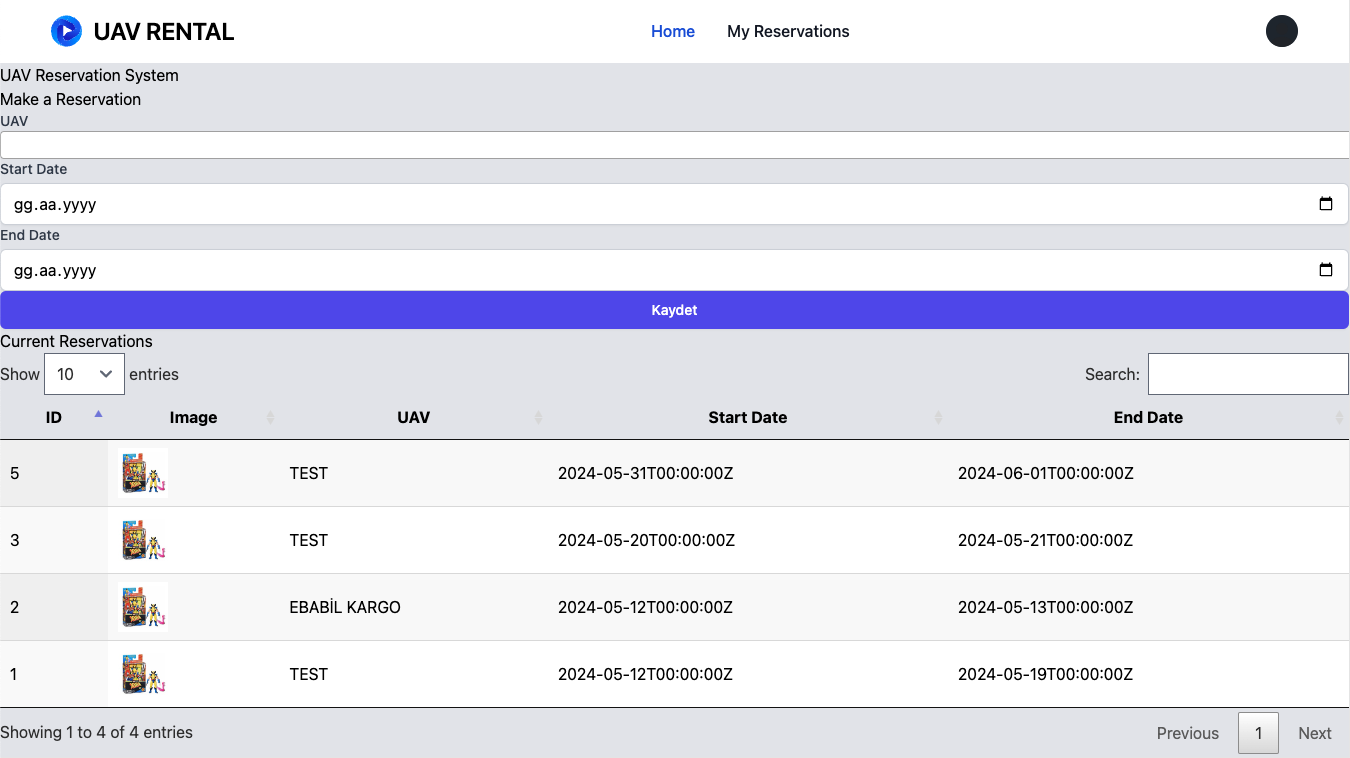 UAV RENTAL Home My Reservations
UAV Reservation System
Make a Reservation
UAV
Start Date
gg.aa.yyyy
End Date
gg.aa.yyyy
Kaydet
Current Reservations
Show 10 entries Search:
ID Image UAV Start Date End Date
5 TEST 2024-05-31T00:00:00Z 2024-06-01T00:00:00Z
3 TEST 2024-05-20T00:00:00Z 2024-05-21T00:00:00Z
2 EBABİL KARGO 2024-05-12T00:00:00Z 2024-05-13T00:00:00Z
1 TEST 2024-05-12T00:00:00Z 2024-05-19T00:00:00Z
Showing 1 to 4 of 4 entries Previous 1 Next